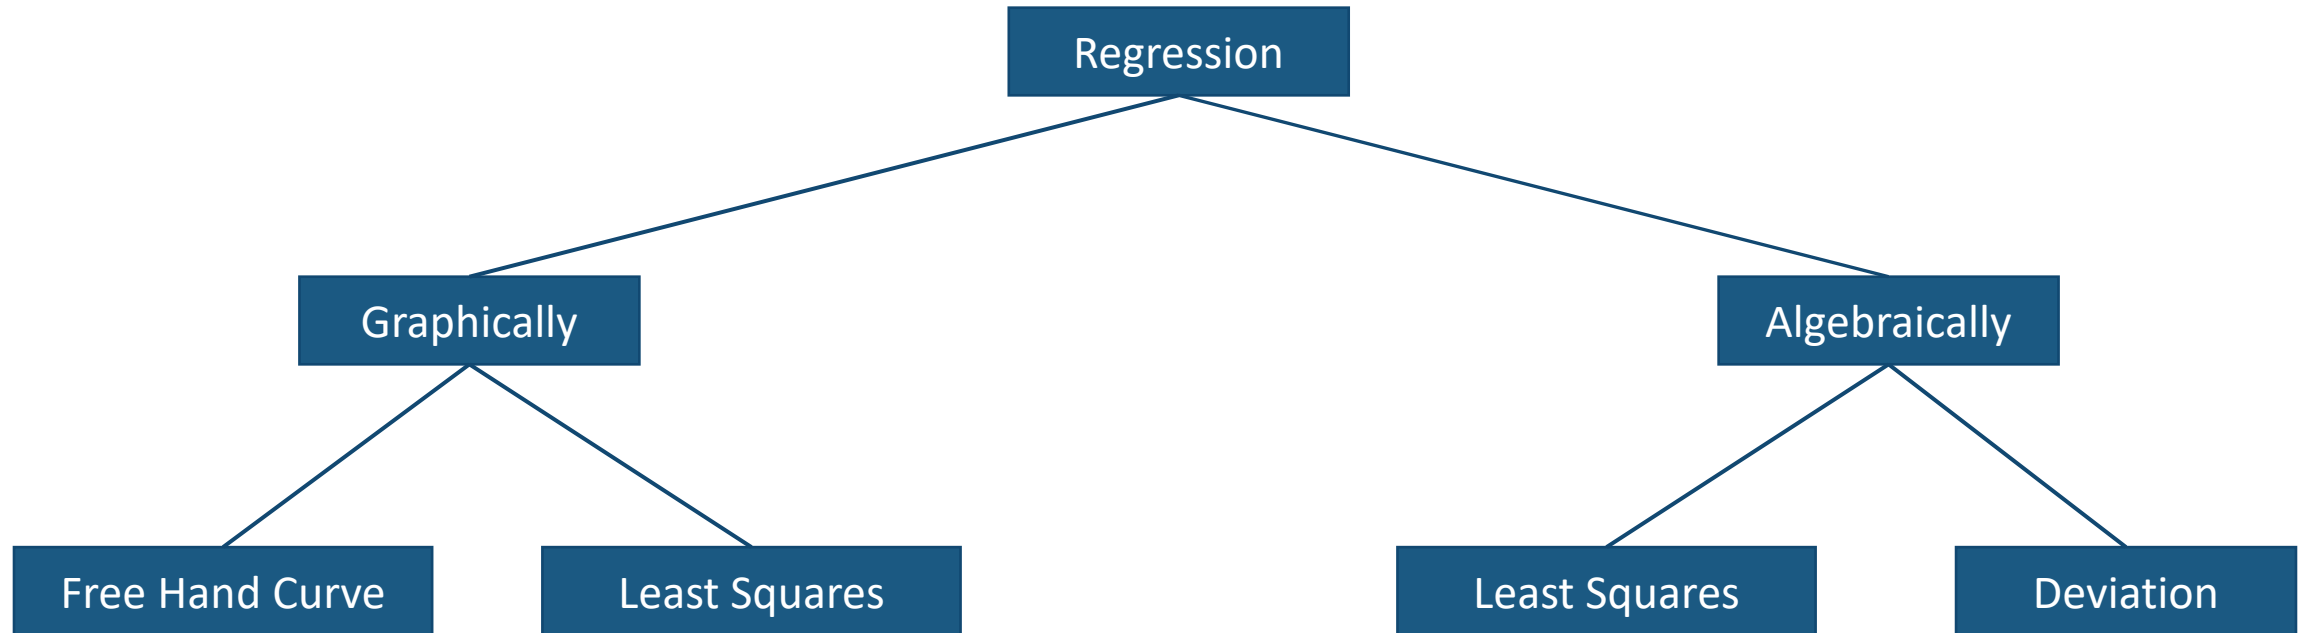 Regression
Graphically
Algebraically
Free Hand Curve
Least Squares
Least Squares
Deviation